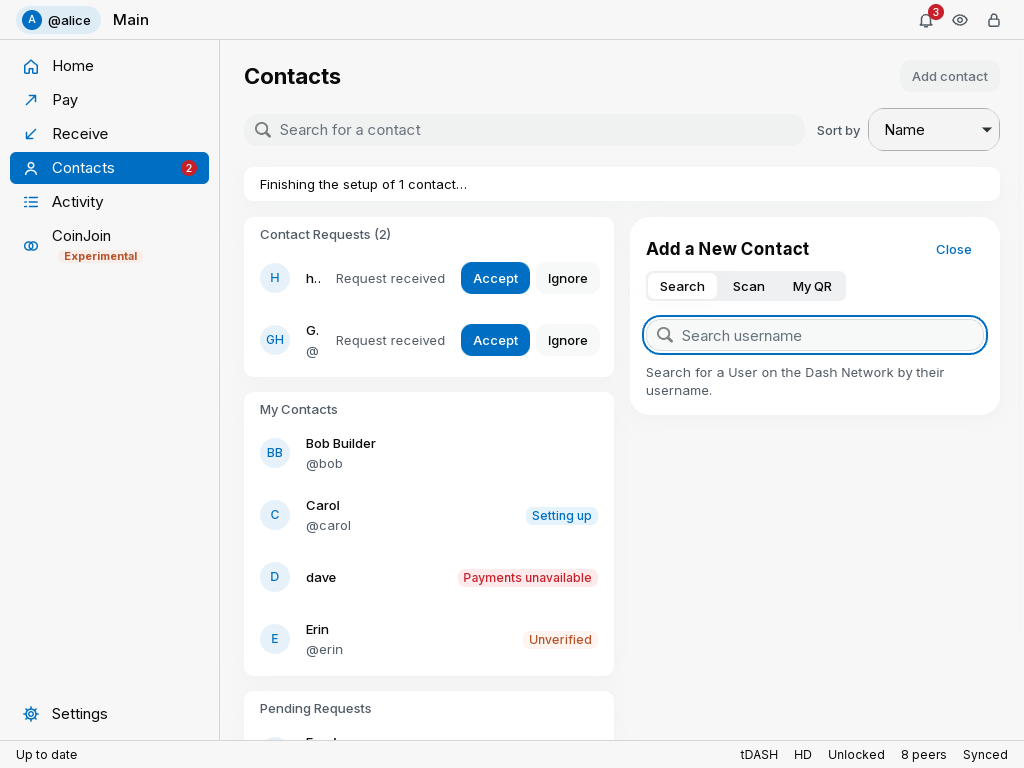 A @alice Main 3
Home
Pay
Receive
Contacts 2
Activity
CoinJoin
Experimental
Settings
Contacts
Add contact
Search for a contact
Sort by Name
Finishing the setup of 1 contact…
Contact Requests (2)
H h.. Request received Accept Ignore
GH G. @ Request received Accept Ignore
My Contacts
BB Bob Builder
@bob
C Carol
@carol
Setting up
D dave Payments unavailable
E Erin
@erin
Unverified
Pending Requests
Add a New Contact Close
Search Scan My QR
Search username
Search for a User on the Dash Network by their
username.
Up to date tDASH HD Unlocked 8 peers Synced